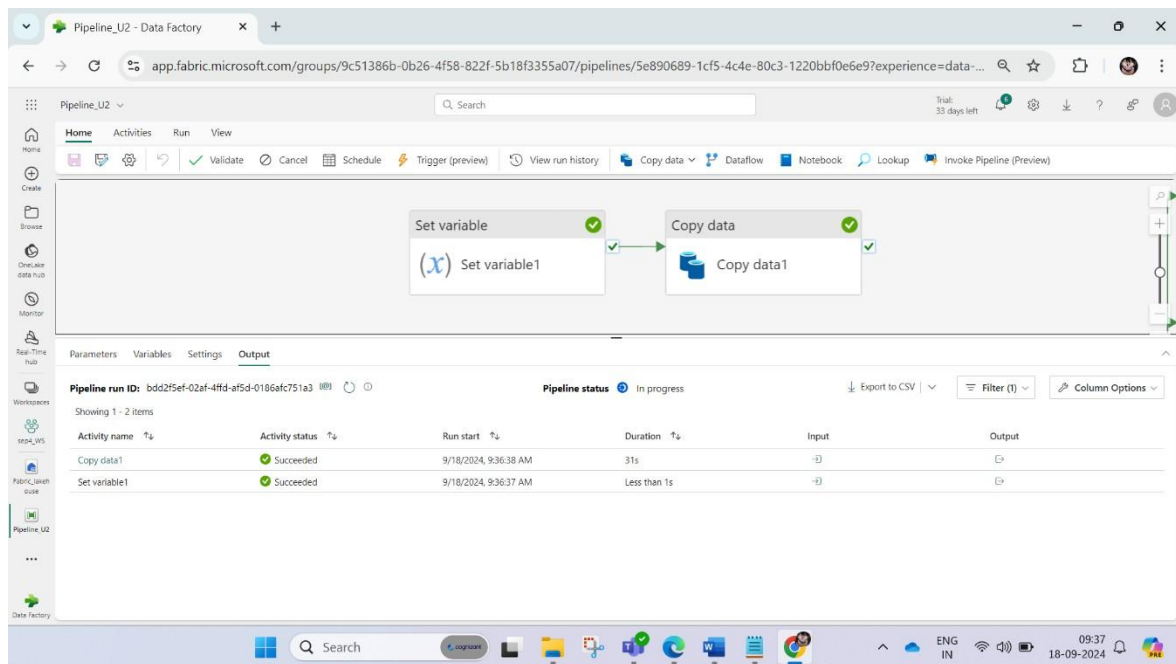 Pipeline_U2 - Data Factory
app.fabric.microsoft.com/groups/9c51386b-0b26-4f58-822f-5b18f3355a07/pipelines/5e890689-1cf5-4c4e-80c3-1220bbf0e6e9?experience=data-...
Pipeline_U2
Search
Trial:
33 days left
6
Home Activities Run View
Validate Cancel Schedule Trigger (preview) View run history Copy data Dataflow Notebook Lookup Invoke Pipeline (Preview)
Home
Create
Browse
OneLake
data hub
Monitor
Real-Time
hub
Workspaces
sep4_WS
Fabric_lakeh
ouse
Pipeline_U2
Data Factory
Set variable
(x) Set variable1
Copy data
Copy data1
Parameters Variables Settings Output
Pipeline run ID: bdd2f5ef-02af-4ffd-af5d-0186afc751a3 Pipeline status In progress Export to CSV Filter (1) Column Options
Showing 1 - 2 items
Activity name Activity status Run start Duration Input Output
Copy data1 Succeeded 9/18/2024, 9:36:38 AM 31s
Set variable1 Succeeded 9/18/2024, 9:36:37 AM Less than 1s
Search
cognizant
ENG
IN
09:37
18-09-2024
PRE